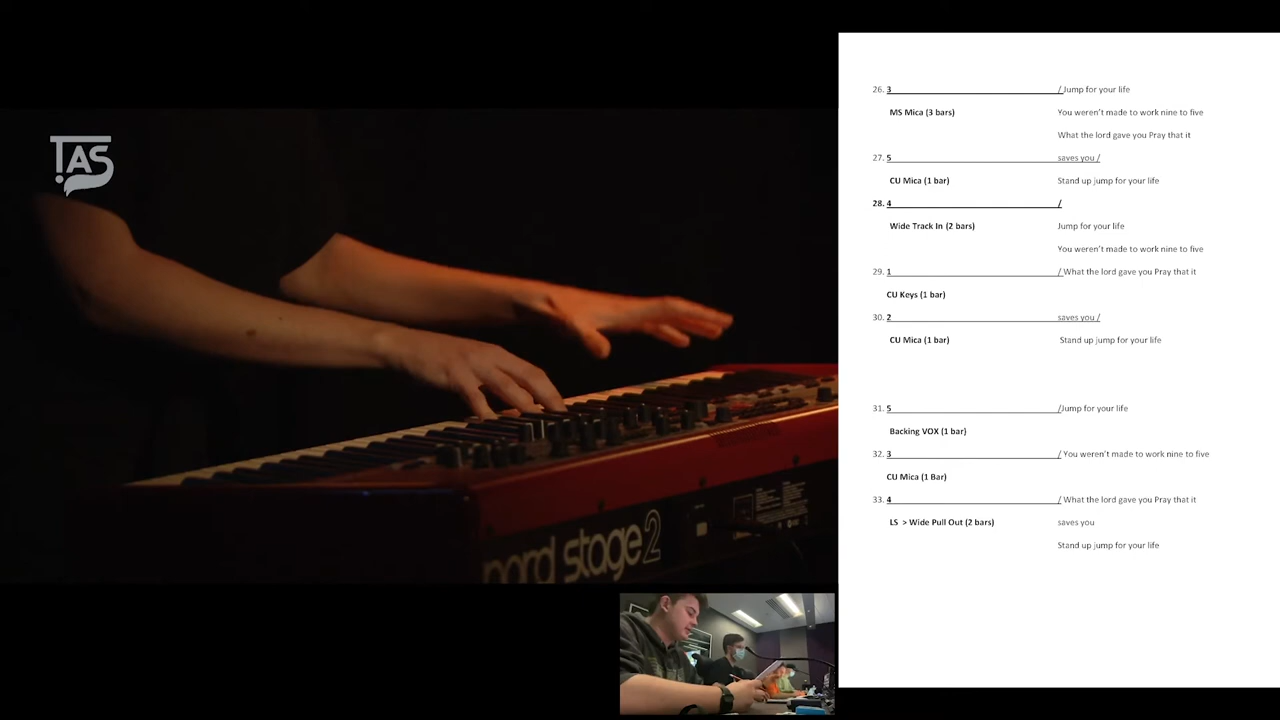 TAS
nord stage 2
26. 3 / Jump for your life
MS Mica (3 bars) You weren't made to work nine to five
What the lord gave you Pray that it
27. 5 saves you /
CU Mica (1 bar) Stand up jump for your life
28. 4 /
Wide Track In (2 bars) Jump for your life
You weren't made to work nine to five
29. 1 / What the lord gave you Pray that it
CU Keys (1 bar)
30. 2 saves you /
CU Mica (1 bar) Stand up jump for your life
31. 5 /Jump for your life
Backing VOX (1 bar)
32. 3 / You weren't made to work nine to five
CU Mica (1 Bar)
33. 4 / What the lord gave you Pray that it
LS > Wide Pull Out (2 bars) saves you
Stand up jump for your life